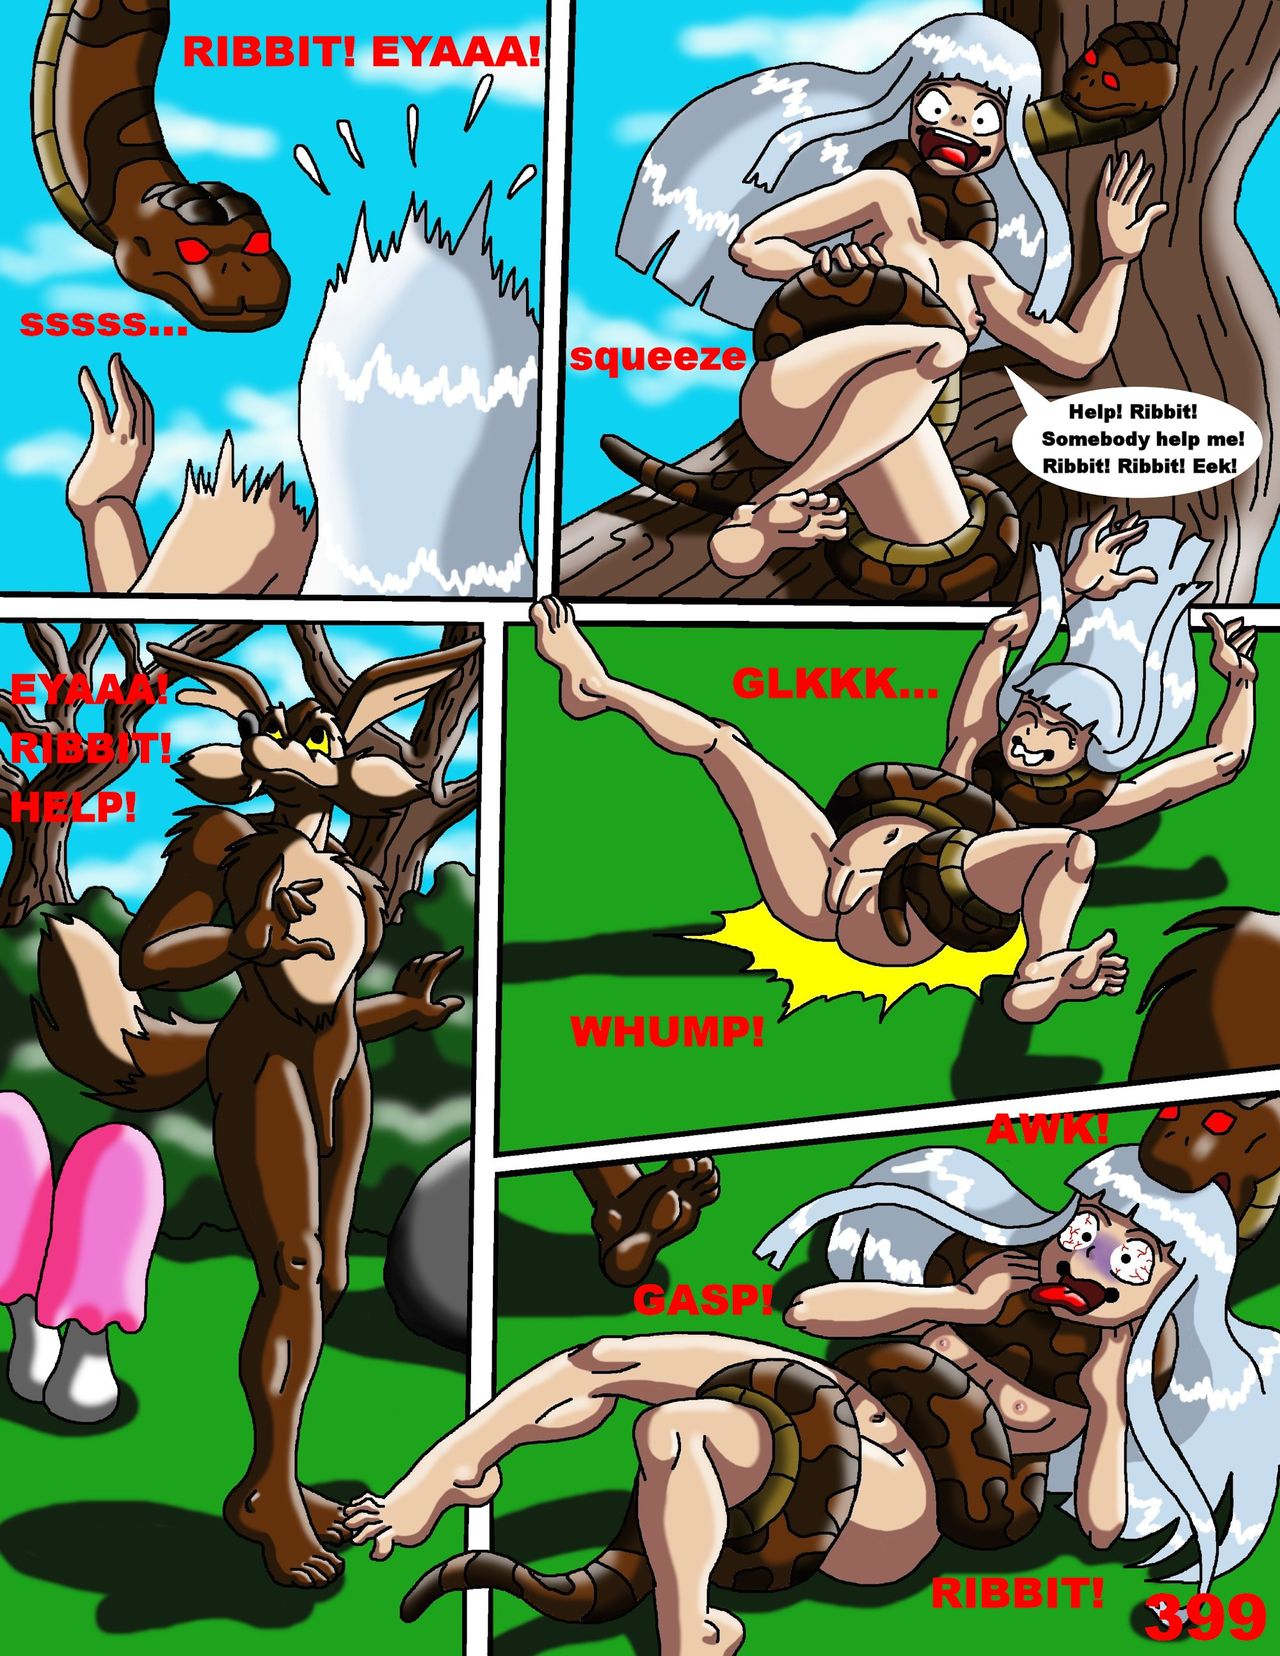 RIBBIT! EYAAA!
sssss...
squeeze
Help! Ribbit!
Somebody help me!
Ribbit! Ribbit! Eek!
EYAAA!
RIBBIT!
HELP!
GLKKK...
WHUMP!
AWK!
GASP!
RIBBIT!
399